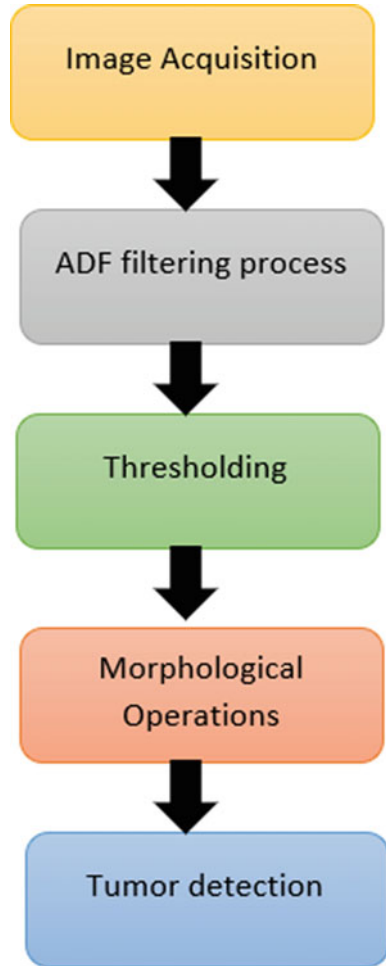 Image Acquisition
ADF filtering process
Thresholding
Morphological
Operations
Tumor detection